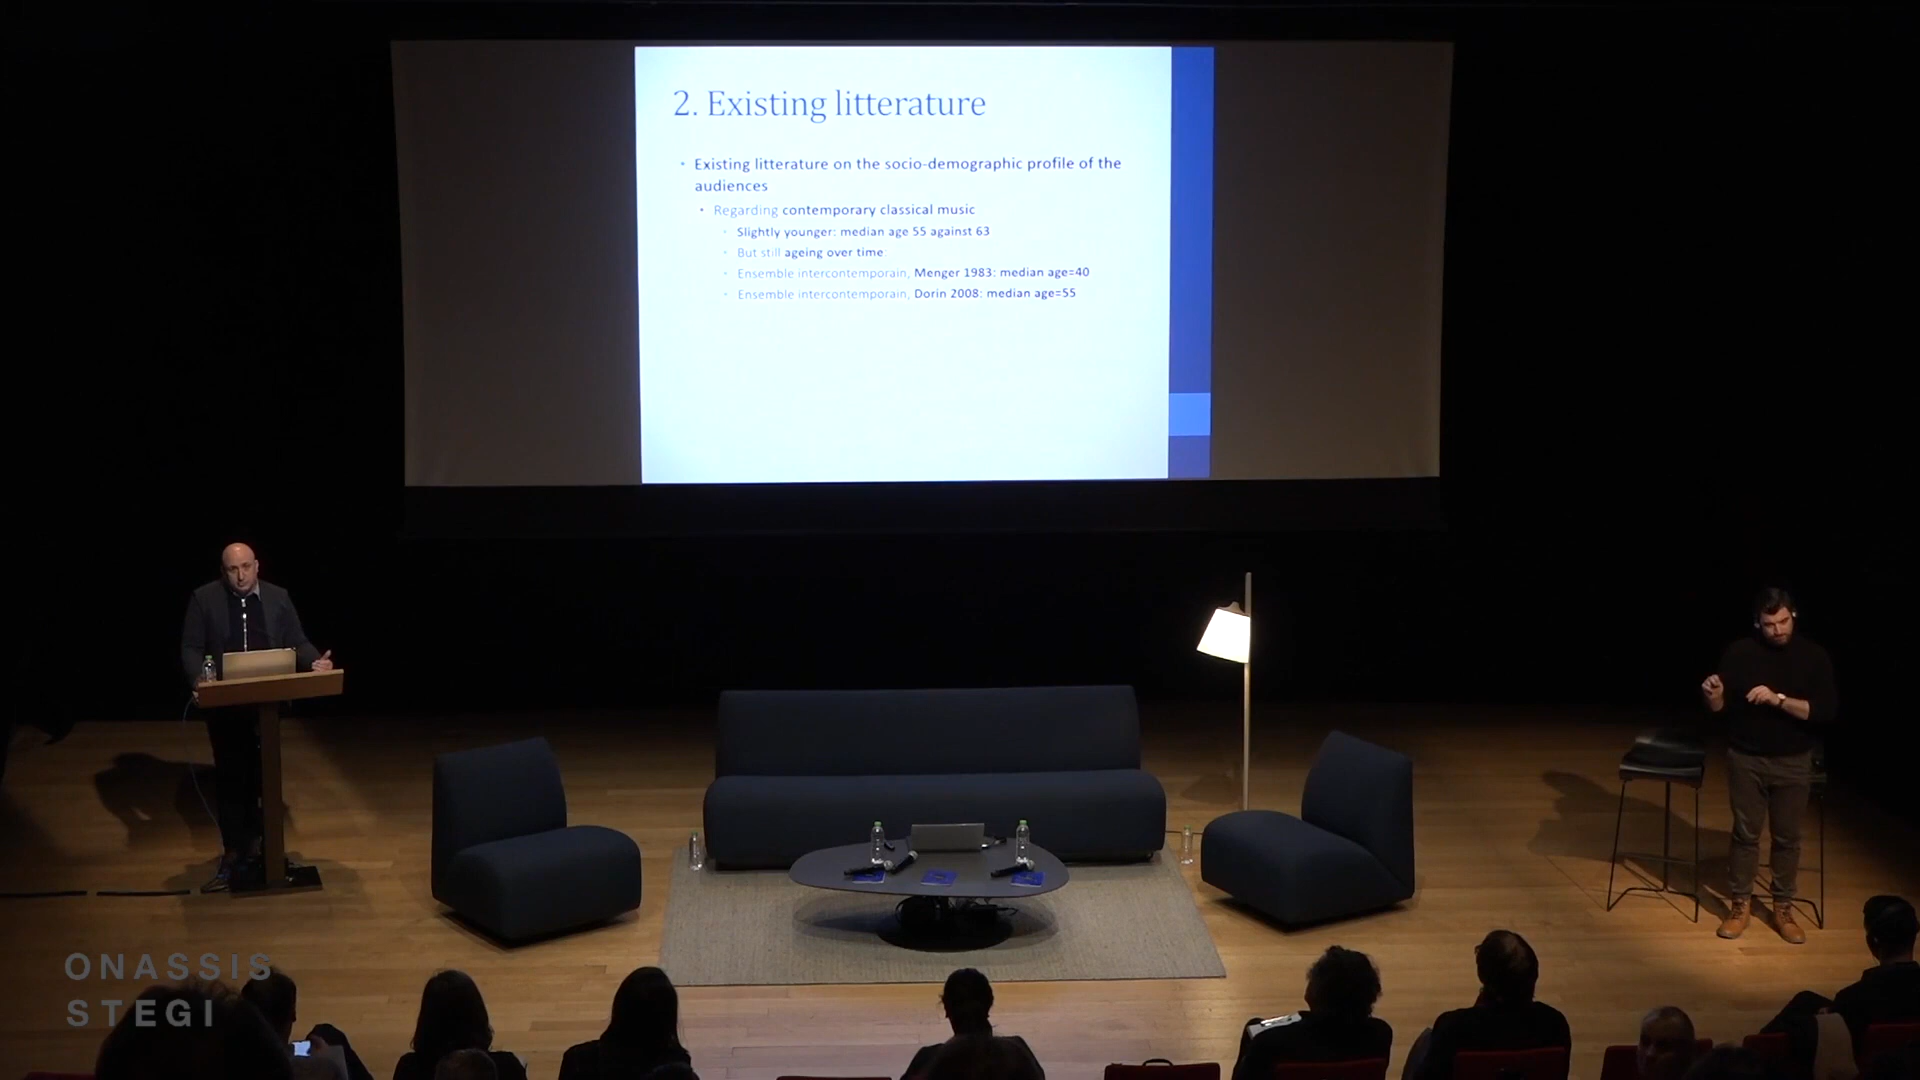 2. Existing litterature
• Existing litterature on the socio-demographic profile of the
audiences
• Regarding contemporary classical music
• Slightly younger: median age 55 against 63
• But still ageing over time:
• Ensemble intercontemporain, Menger 1983: median age=40
• Ensemble intercontemporain, Dorin 2008: median age=55
ONASSIS
STEGI